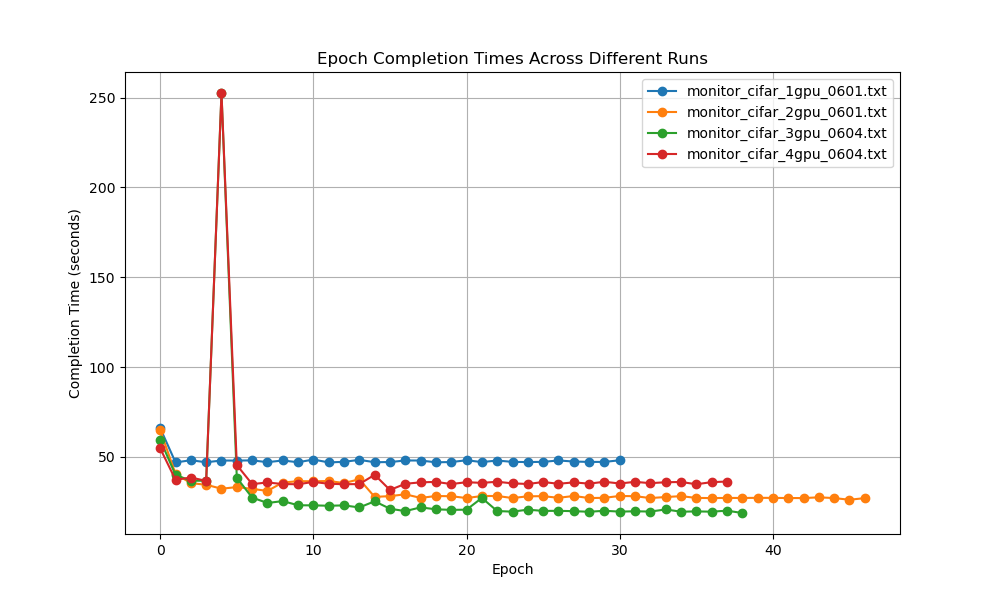 Epoch Completion Times Across Different Runs
monitor_cifar_1gpu_0601.txt
monitor_cifar_2gpu_0601.txt
monitor_cifar_3gpu_0604.txt
monitor_cifar_4gpu_0604.txt
Completion Time (seconds)
250
200
150
100
50
0 10 20 30 40
Epoch